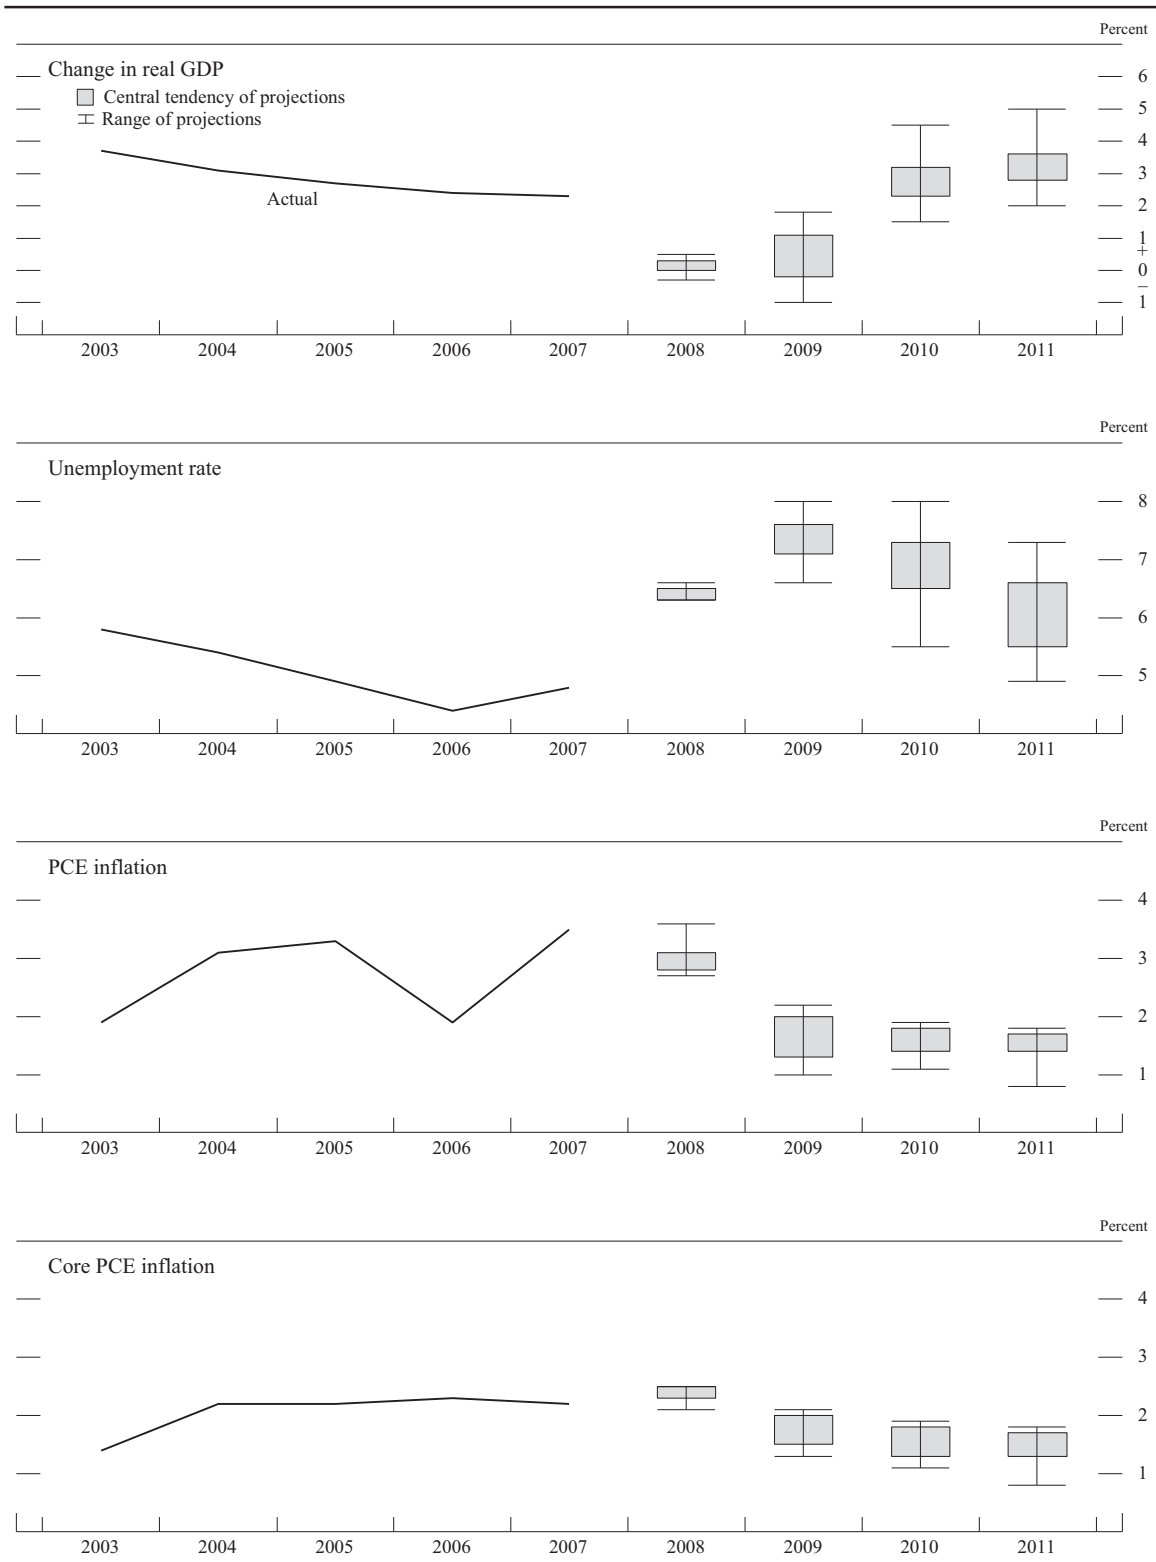 Percent
Change in real GDP
Central tendency of projections
Range of projections
Actual
6
5
4
3
2
1
+
0
–
1
2003 2004 2005 2006 2007 2008 2009 2010 2011
Percent
Unemployment rate
8
7
6
5
2003 2004 2005 2006 2007 2008 2009 2010 2011
Percent
PCE inflation
4
3
2
1
2003 2004 2005 2006 2007 2008 2009 2010 2011
Percent
Core PCE inflation
4
3
2
1
2003 2004 2005 2006 2007 2008 2009 2010 2011